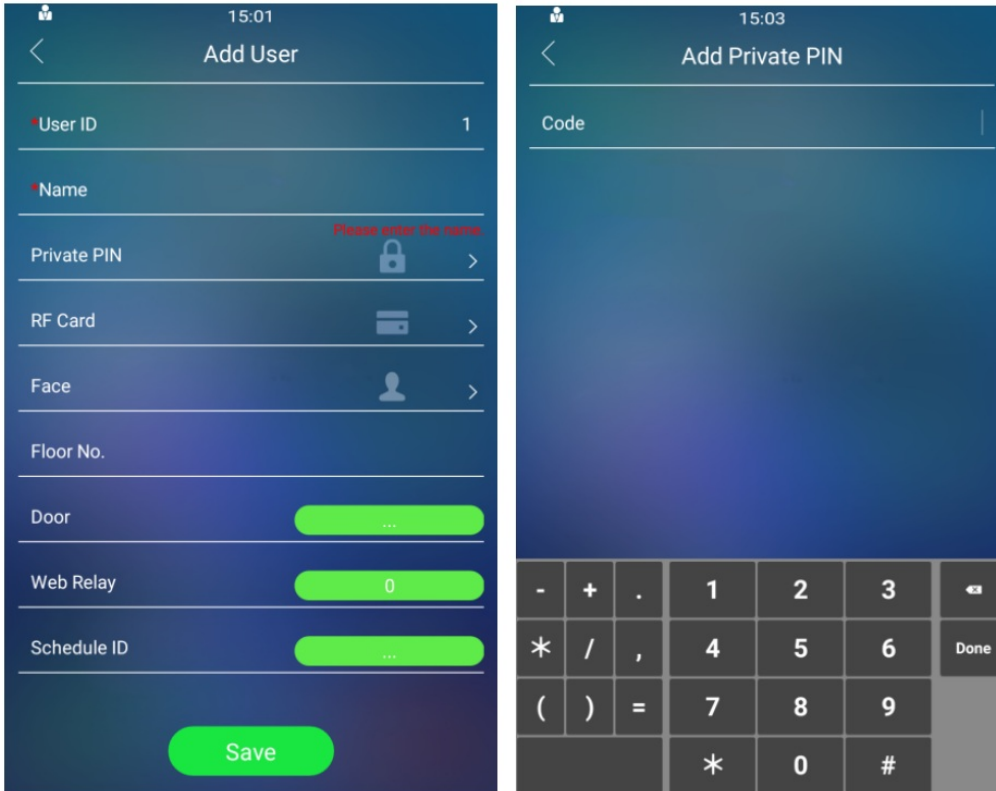 15:01
Add User
*User ID 1
*Name
Please enter the name.
Private PIN
RF Card
Face
Floor No.
Door ...
Web Relay 0
Schedule ID ...
Save
15:03
Add Private PIN
Code
- + . 1 2 3
* / , 4 5 6 Done
( ) = 7 8 9
* 0 #